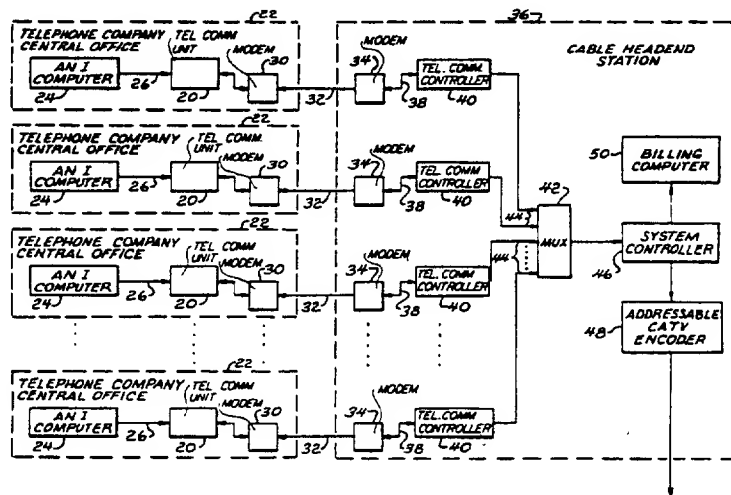 22
TELEPHONE COMPANY
CENTRAL OFFICE
TEL COMM
UNIT
MODEM
30
AN I
COMPUTER
24
26
20
32
36
CABLE HEADEND
STATION
MODEM
34
38
TEL. COMM.
CONTROLLER
40
22
TELEPHONE COMPANY
CENTRAL OFFICE
TEL COMM.
UNIT
MODEM
30
AN I
COMPUTER
24
26
20
32
MODEM
34
38
TEL. COMM.
CONTROLLER
40
22
TELEPHONE COMPANY
CENTRAL OFFICE
TEL COMM
UNIT
MODEM
30
AN I
COMPUTER
24
26
20
32
34
MODEM
38
TEL. COMM.
CONTROLLER
40
22
TELEPHONE COMPANY
CENTRAL OFFICE
TEL COMM
UNIT
MODEM
30
AN I
COMPUTER
24
26
20
32
34
MODEM
38
TEL. COMM.
CONTROLLER
40
44
44
42
MUX
50
BILLING
COMPUTER
46
SYSTEM
CONTROLLER
48
ADDRESSABLE
CATV
ENCODER